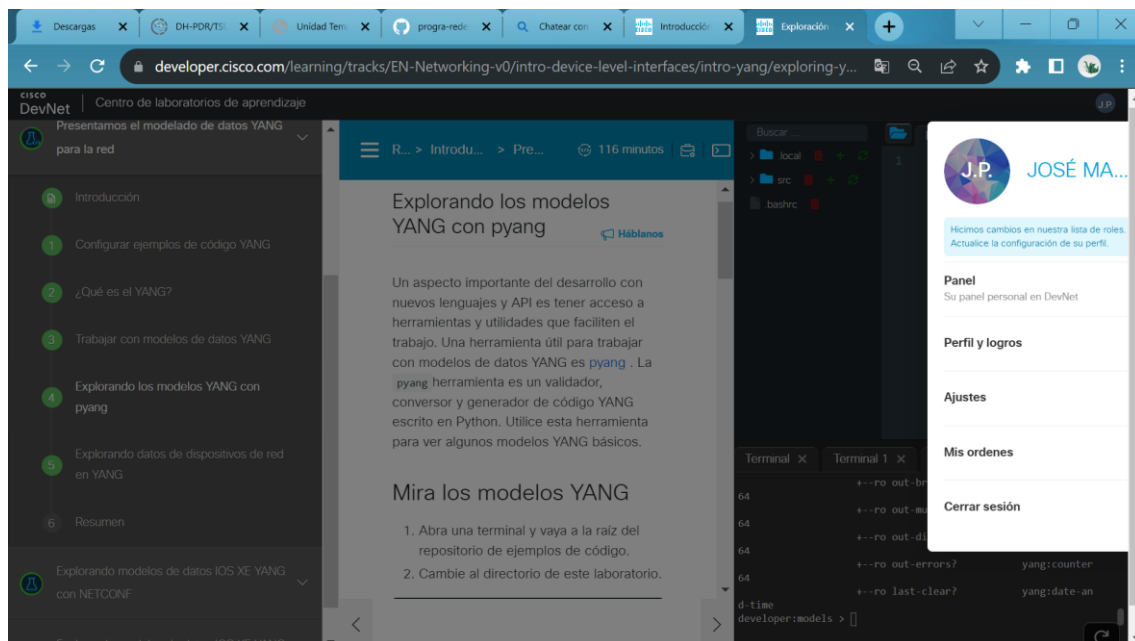 Descargas
DH-PDR/TSI
Unidad Tem
progra-rede
Chatear con
Introducción
Exploración
developer.cisco.com/learning/tracks/EN-Networking-v0/intro-device-level-interfaces/intro-yang/exploring-y...
CISCO
DevNet
Centro de laboratorios de aprendizaje
J.P
Presentamos el modelado de datos YANG
para la red
Introducción
1 Configurar ejemplos de código YANG
2 ¿Qué es el YANG?
3 Trabajar con modelos de datos YANG
4 Explorando los modelos YANG con
pyang
5 Explorando datos de dispositivos de red
en YANG
6 Resumen
Explorando modelos de datos IOS XE YANG
con NETCONF
R... > Introdu... > Pre...
116 minutos
Explorando los modelos
YANG con pyang
Háblanos
Un aspecto importante del desarrollo con
nuevos lenguajes y API es tener acceso a
herramientas y utilidades que faciliten el
trabajo. Una herramienta útil para trabajar
con modelos de datos YANG es pyang . La
pyang herramienta es un validador,
conversor y generador de código YANG
escrito en Python. Utilice esta herramienta
para ver algunos modelos YANG básicos.
Mira los modelos YANG
1. Abra una terminal y vaya a la raíz del
repositorio de ejemplos de código.
2. Cambie al directorio de este laboratorio.
Buscar ...
local
src
.bashrc
1
Terminal
Terminal 1
+--ro out-br
64
+--ro out-mu
64
+--ro out-di
64
+--ro out-errors? yang:counter
64
+--ro last-clear? yang:date-an
d-time
developer:models >
J.P.
JOSÉ MA...
Hicimos cambios en nuestra lista de roles.
Actualice la configuración de su perfil.
Panel
Su panel personal en DevNet
Perfil y logros
Ajustes
Mis ordenes
Cerrar sesión